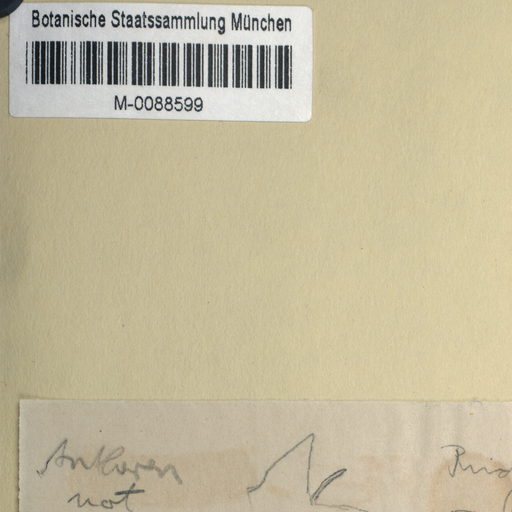 Botanische Staatssammlung München
M-0088599
Antheren
not